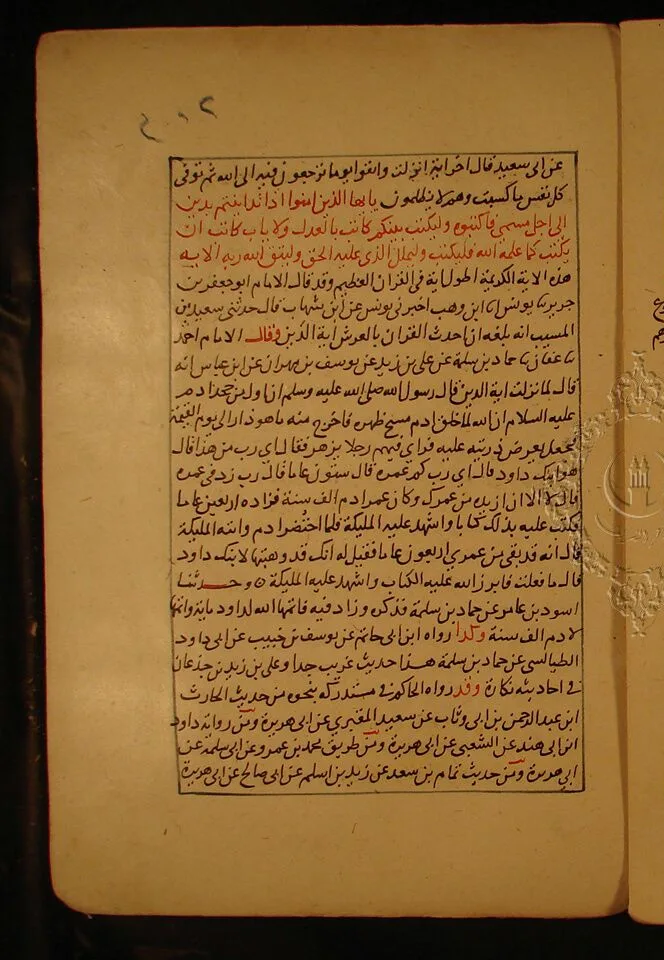 عن ابى سعيد قال اخر اية انزلت واتقوا يوما ترجعون فيه الى الله ثم توفى
كل نفس ما كسبت وهم لا يظلمون يايها الذين امنوا اذا تداينتم بدين
الى اجل مسمى فاكتبوه وليكتب بينكم كاتب بالعدل ولا ياب كاتب ان
يكتب كما علمه الله فليكتب وليملل الذي عليه الحق وليتق الله ربه الايه
هذه الاية الكريمة اطول اية في القران العظيم وقد قال الامام ابو جعفر بن
جرير ثنا يونس انا ابن وهب اخبرني يونس عن ابن شهاب قال حدثني سعيد بن
المسيب انه بلغه ان احدث القران بالعرش اية الدين وقال الامام احمد
ثنا عفان ثنا حماد بن سلمة عن علي بن زيد عن يوسف بن مهران عن ابن عباس انه
قال لما نزلت اية الدين قال رسول الله صلى الله عليه وسلم ان اول من جحد ادم
عليه السلام ان الله لما خلق ادم مسح ظهره فاخرج منه ما هو ذار الى يوم القيمة
فجعل يعرض ذريته عليه فراي فيهم رجلا يزهر فقال اي رب من هذا قال
هو ابنك داود قال اي رب كم عمره قال ستون عاما قال رب زد في عمره
قال لا الا ان ازيده من عمرك وكان عمر ادم الف سنة فزاده اربعين عاما
فكتب عليه بذلك كتابا واشهد عليه المليكة فلما احتضر ادم واتته المليكة
قال انه قد بقى من عمري اربعون عاما فقيل له انك قد وهبتها لابنك داود
قال ما فعلت فابرز الله عليه الكتاب واشهد عليه المليكة وحدثنا
اسود بن عامر عن حماد بن سلمة فذكره وزاد فيه فاتمها الله لداود ماية واتمها
لادم الف سنة وكذا رواه ابن ابي حاتم عن يوسف بن حبيب عن ابي داود
الطيالسي عن حماد بن سلمة هذا حديث غريب جدا وعلي بن زيد بن جدعان
في احاديثه نكارة وقد رواه الحاكم في مستدركه بنحوه من حديث الحارث
ابن عبد الرحمن بن ابي وثاب عن سعيد المقبري عن ابي هريرة ومن رواية داود
ابن ابي هند عن الشعبي عن ابي هريرة ومن طريق محمد بن عمرو عن ابي سلمة عن
ابي هريرة ومن حديث تمام بن سعد عن زيد بن اسلم عن ابي صالح عن ابي هريرة